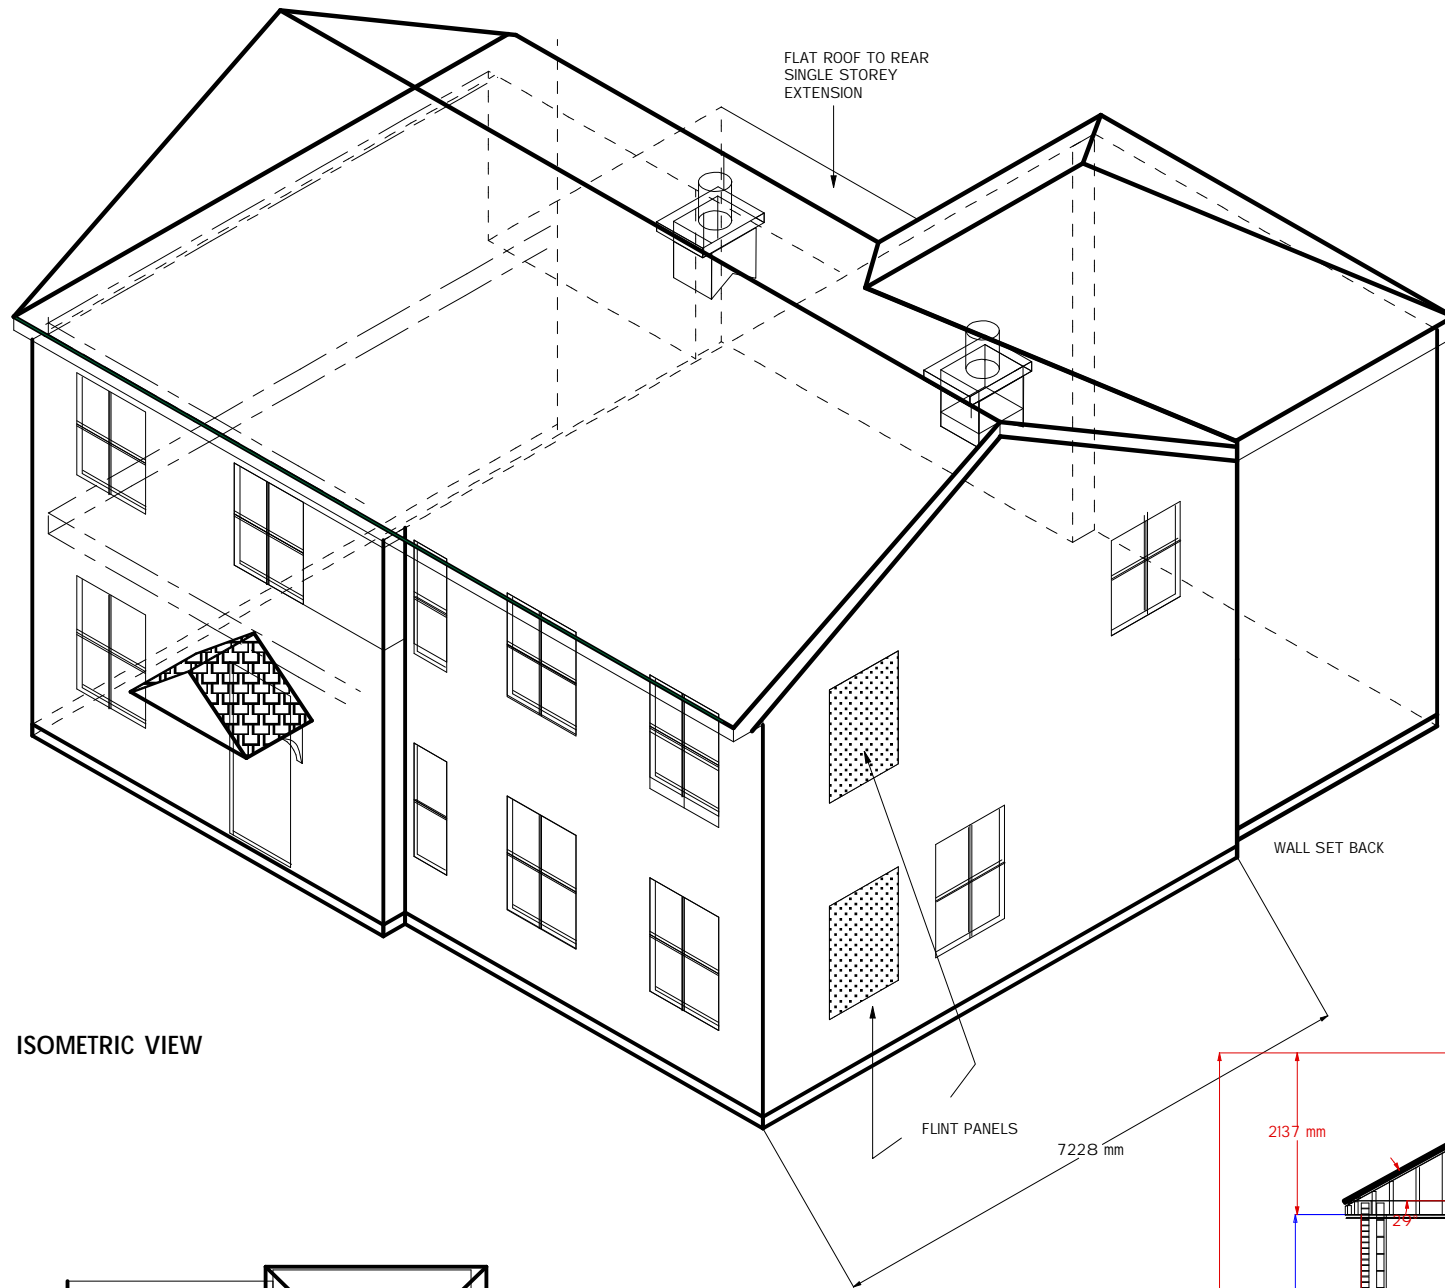 FLAT ROOF TO REAR
SINGLE STOREY
EXTENSION
WALL SET BACK
ISOMETRIC VIEW
FLINT PANELS
7228 mm
2137 mm
29°